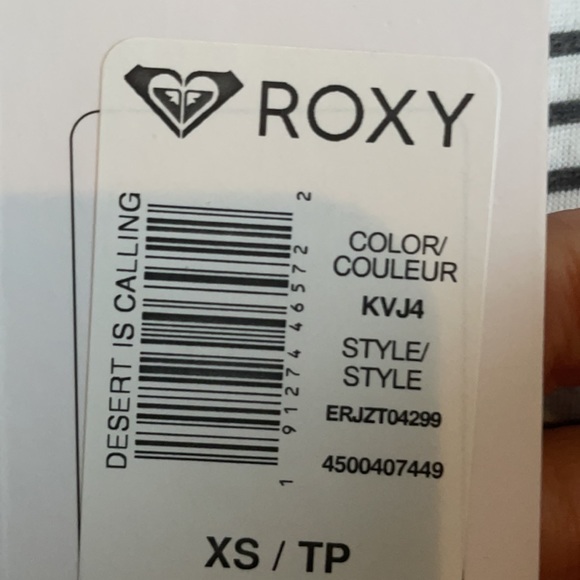 ROXY
DESERT IS CALLING
1 91274 46572 2
COLOR/
COULEUR
KVJ4
STYLE/
STYLE
ERJZT04299
4500407449
XS / TP